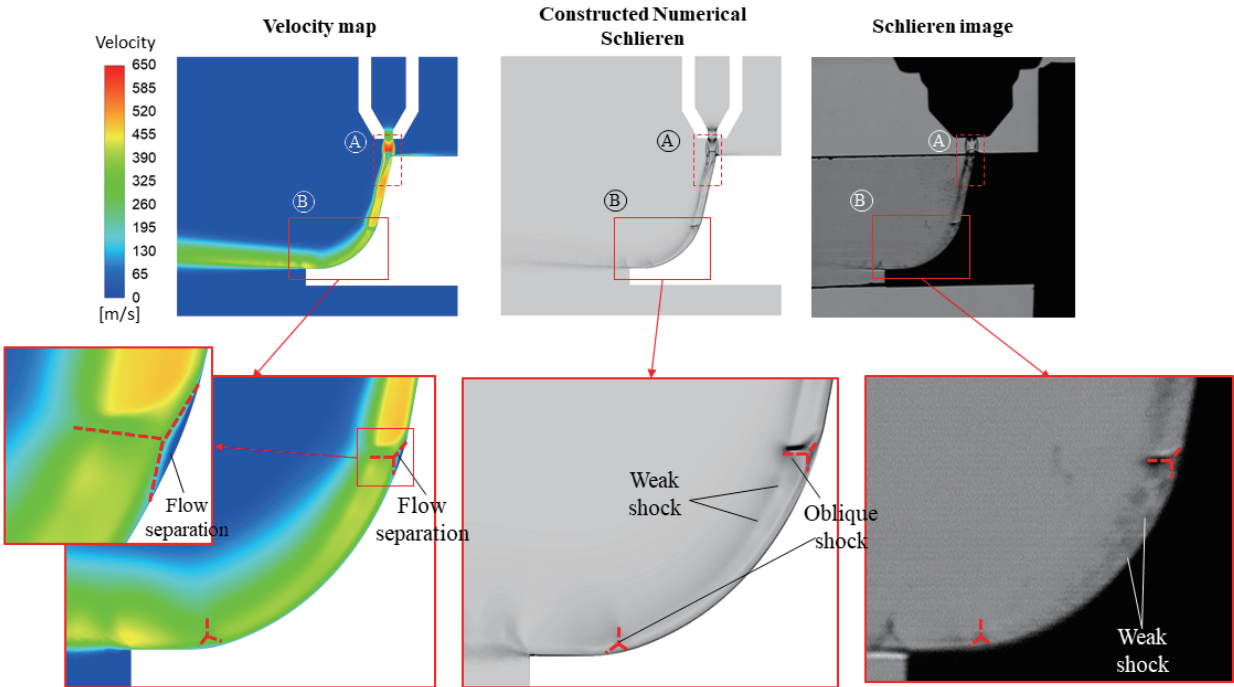 Velocity map
Constructed Numerical
Schlieren
Schlieren image
Velocity
650
585
520
455
390
325
260
195
130
65
0
[m/s]
A
B
A
B
A
B
Flow
separation
Flow
separation
Weak
shock
Oblique
shock
Weak
shock